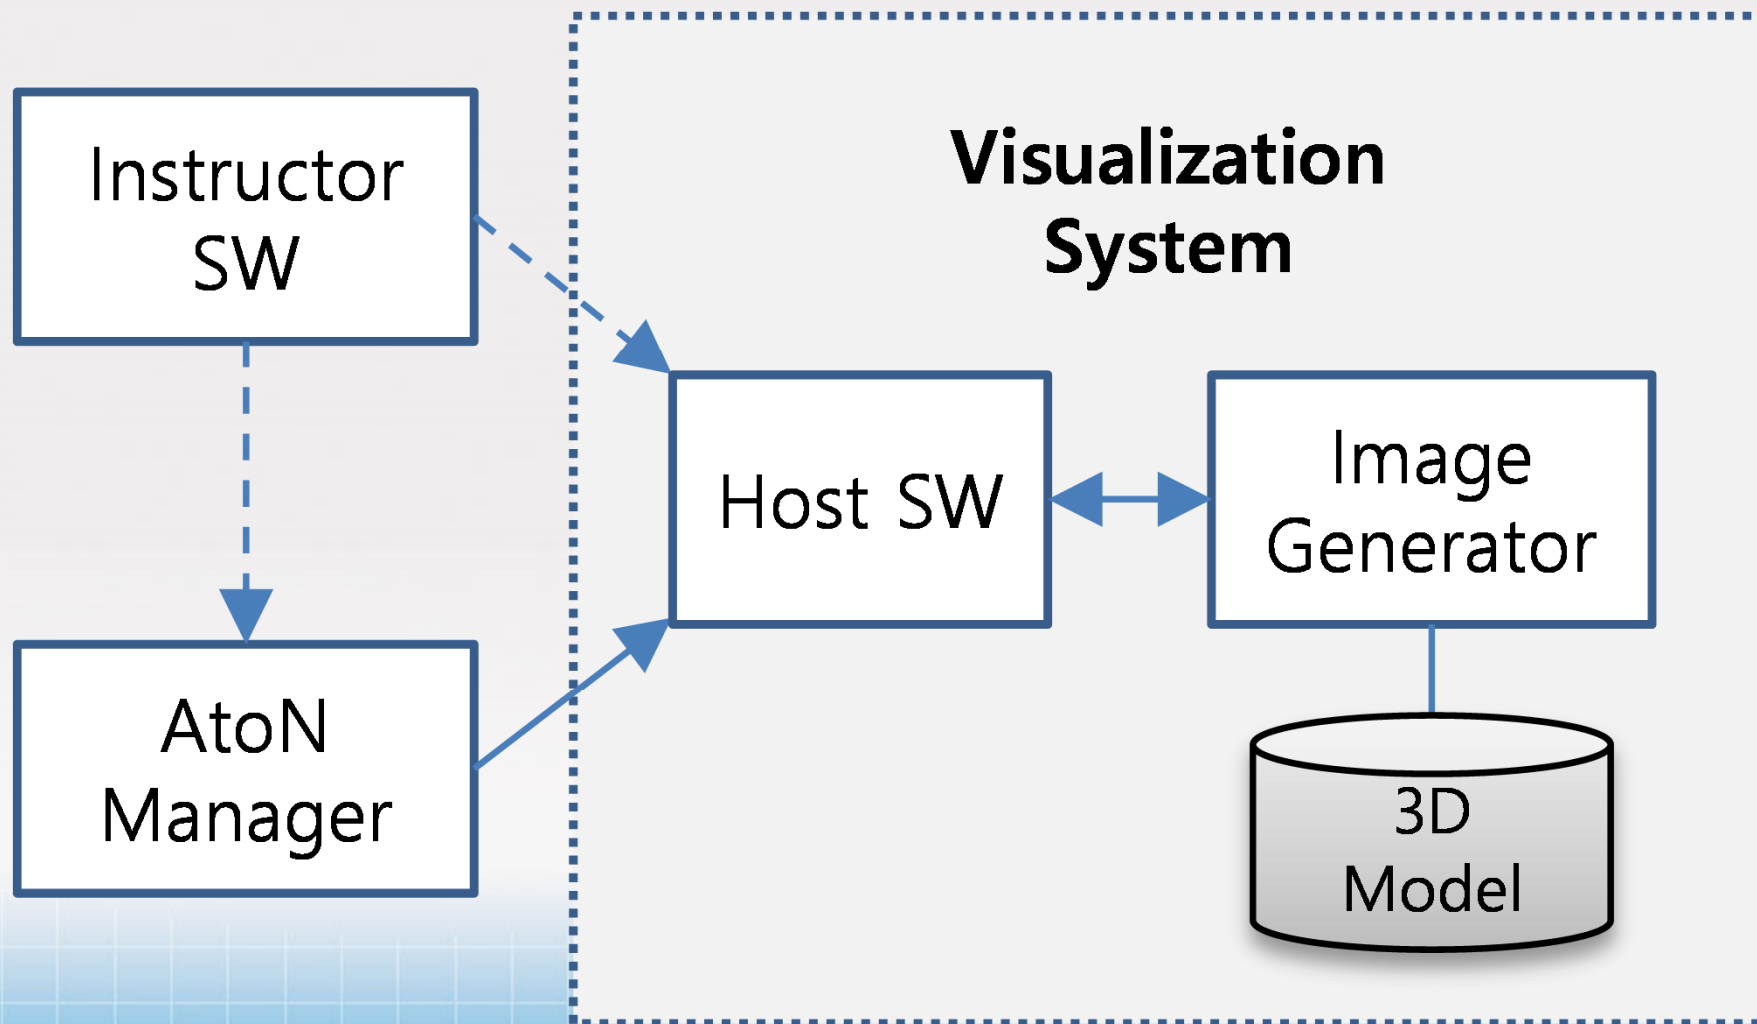 Instructor
SW
Visualization
System
Host SW
Image
Generator
AtoN
Manager
3D
Model